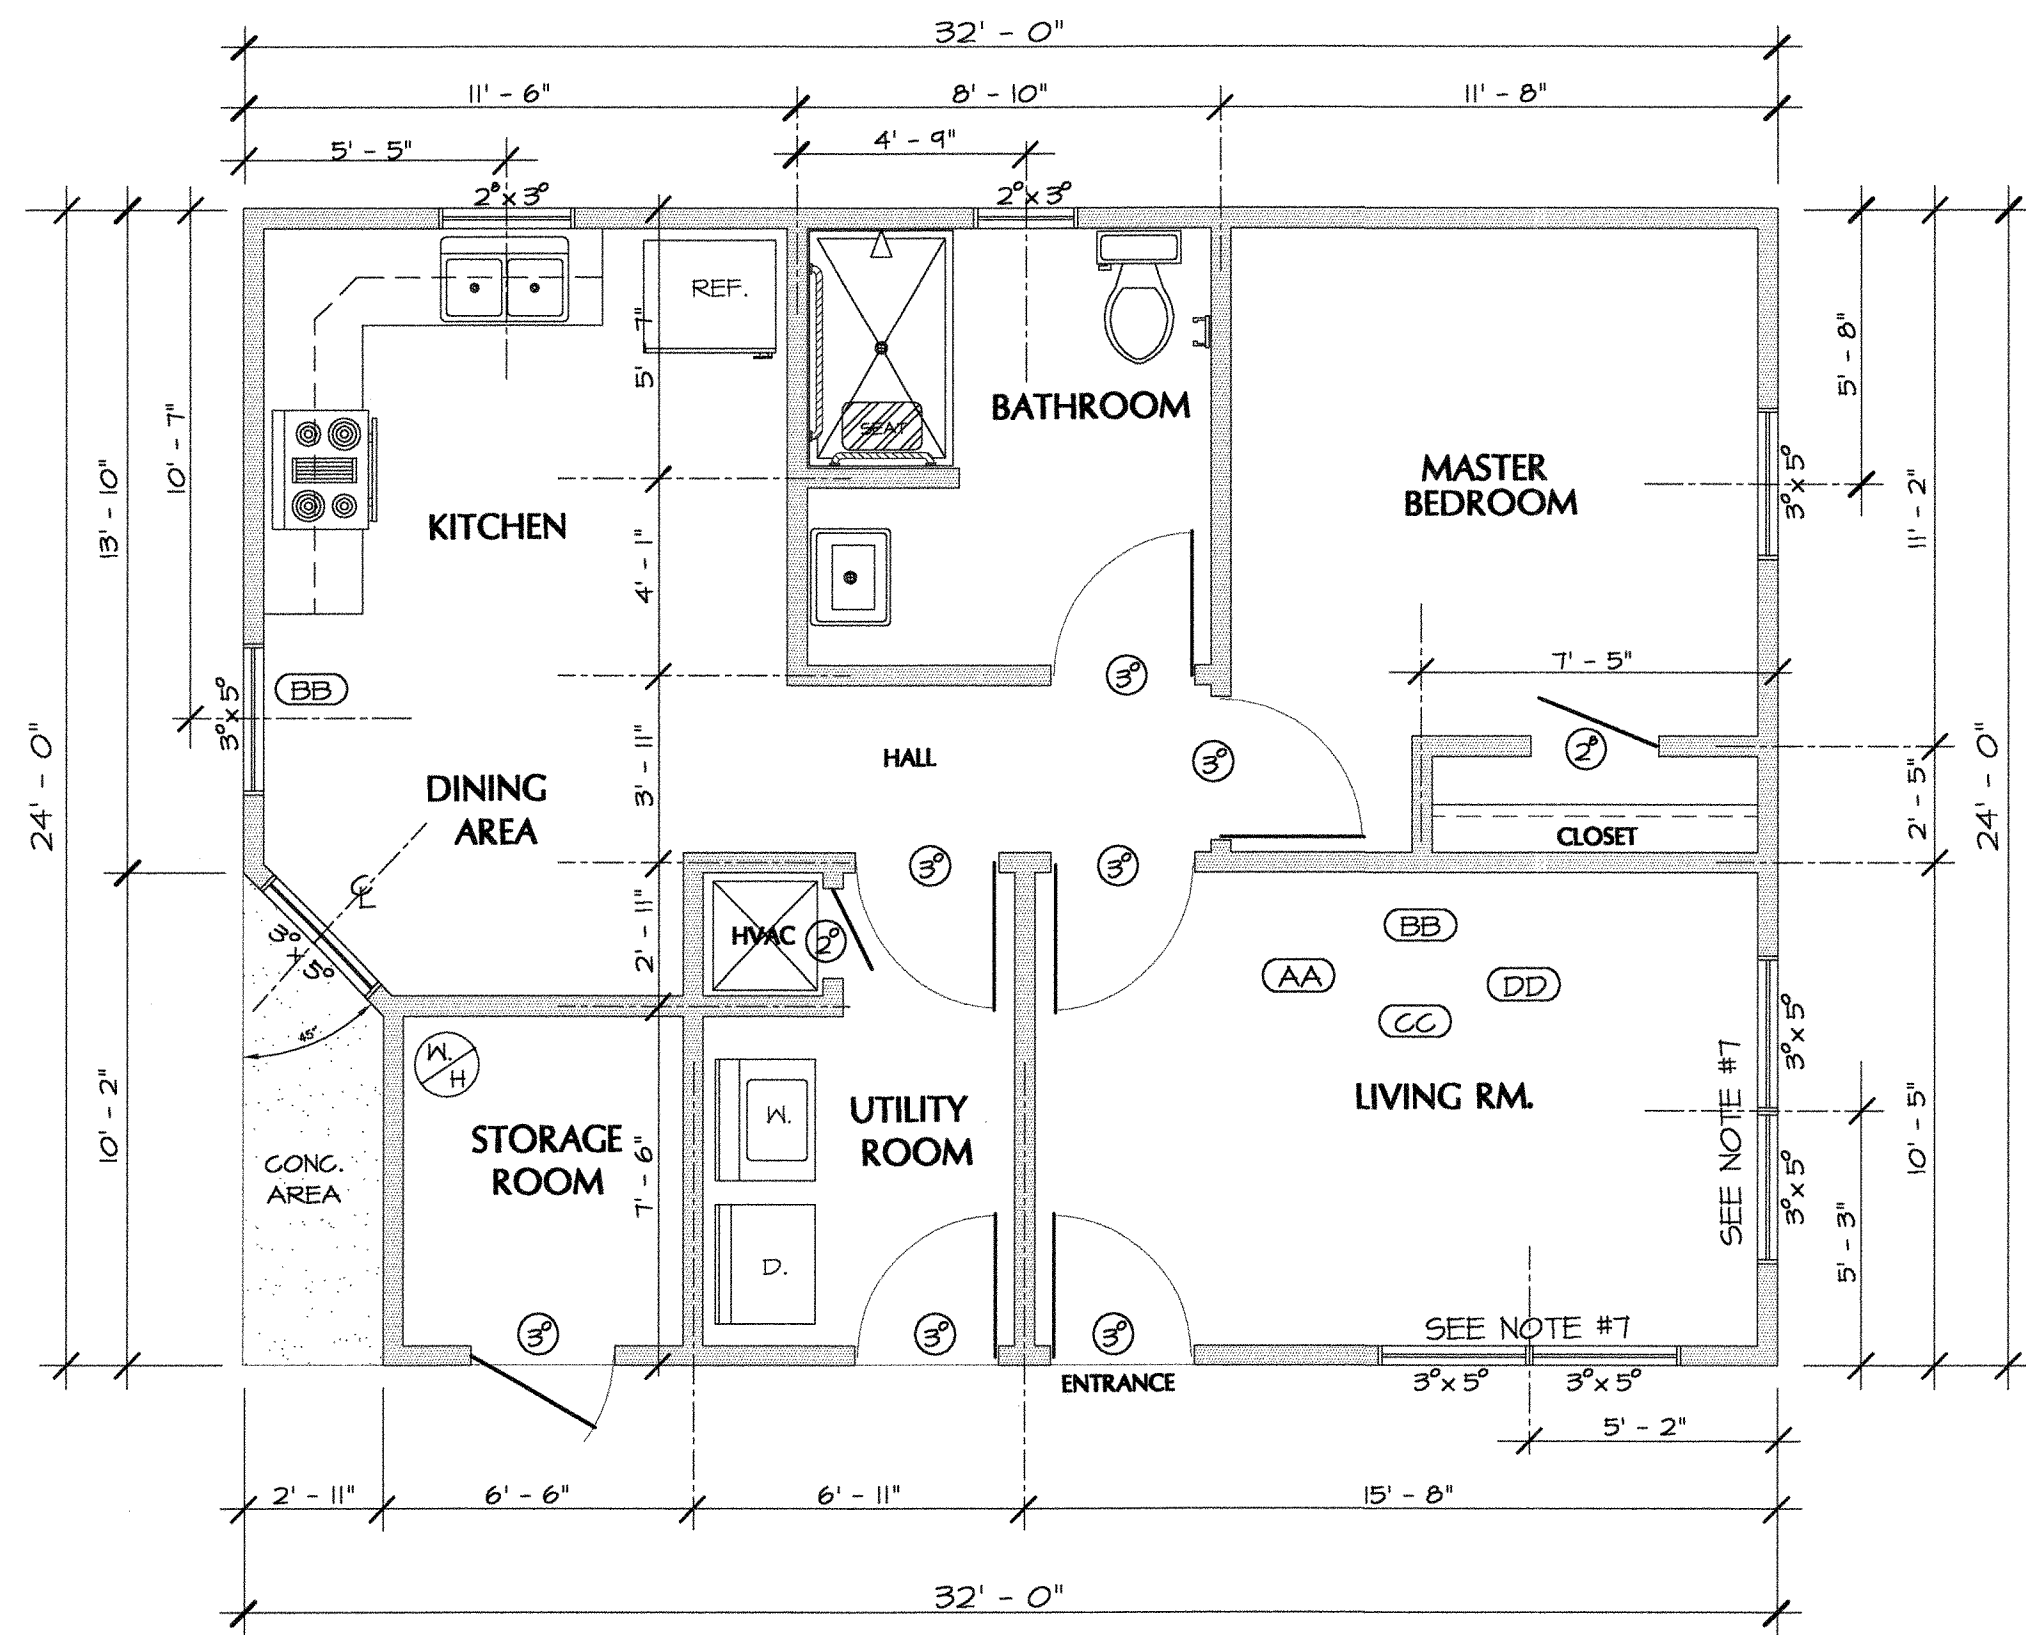 32' - 0"
11' - 6"
8' - 10"
11' - 8"
5' - 5"
4' - 9"
2⁸x3⁰
2⁰x3⁰
REF.
5' - 8"
5' 7"
10' - 7"
BATHROOM
SEAT
MASTER
BEDROOM
3⁰x5⁰
13' - 10"
11' - 2"
KITCHEN
4' - 1"
7' - 5"
3⁰
BB
3⁰x5⁰
24' - 0"
24' - 0"
3' - 11"
HALL
3⁰
2⁸
2' - 5"
DINING
AREA
CLOSET
3⁰
3⁰
CL
2' - 11"
HVAC
2⁰
BB
AA
DD
CC
3⁰x5⁰
3⁰x5⁰
45°
W.
H
SEE NOTE #7
LIVING RM.
10' - 2"
10' - 5"
W.
UTILITY
ROOM
STORAGE
ROOM
7' - 6"
CONC.
AREA
3⁰x5⁰
5' - 3"
D.
3⁰
3⁰
3⁰
SEE NOTE #7
ENTRANCE
3⁰x5⁰
3⁰x5⁰
5' - 2"
2' - 11"
6' - 6"
6' - 11"
15' - 8"
32' - 0"